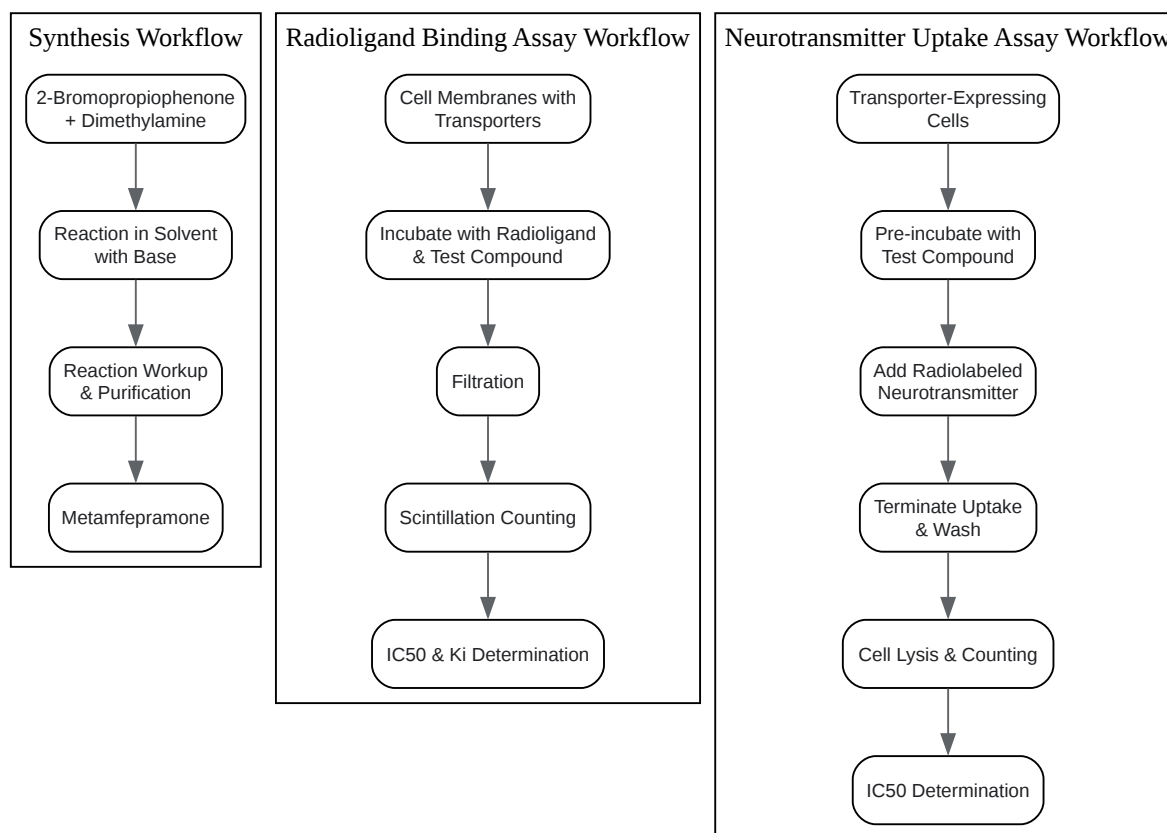 Synthesis Workflow
2-Bromopropiophenone
+ Dimethylamine
Reaction in Solvent
with Base
Reaction Workup
& Purification
Metamfepramone
Radioligand Binding Assay Workflow
Cell Membranes with
Transporters
Incubate with Radioligand
& Test Compound
Filtration
Scintillation Counting
IC50 & Ki Determination
Neurotransmitter Uptake Assay Workflow
Transporter-Expressing
Cells
Pre-incubate with
Test Compound
Add Radiolabeled
Neurotransmitter
Terminate Uptake
& Wash
Cell Lysis & Counting
IC50 Determination